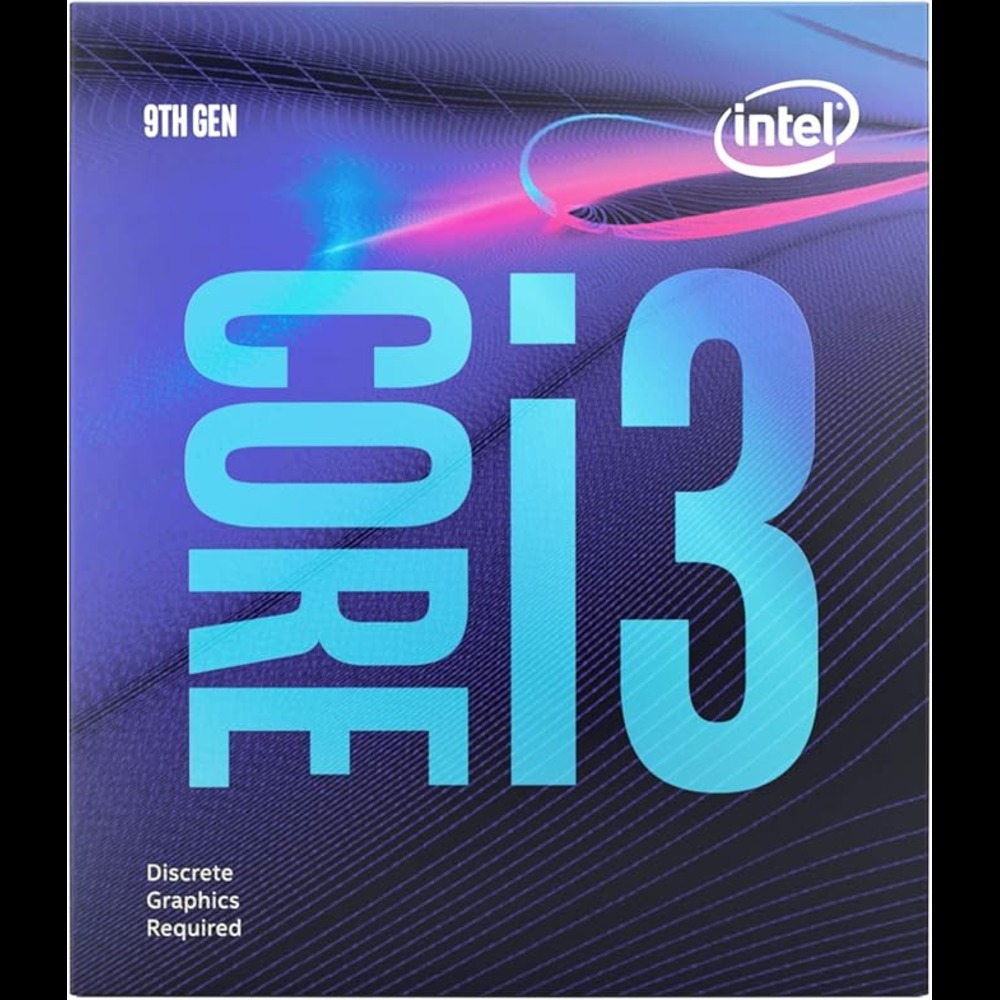 9TH GEN
intel
CORE
i3
Discrete
Graphics
Required